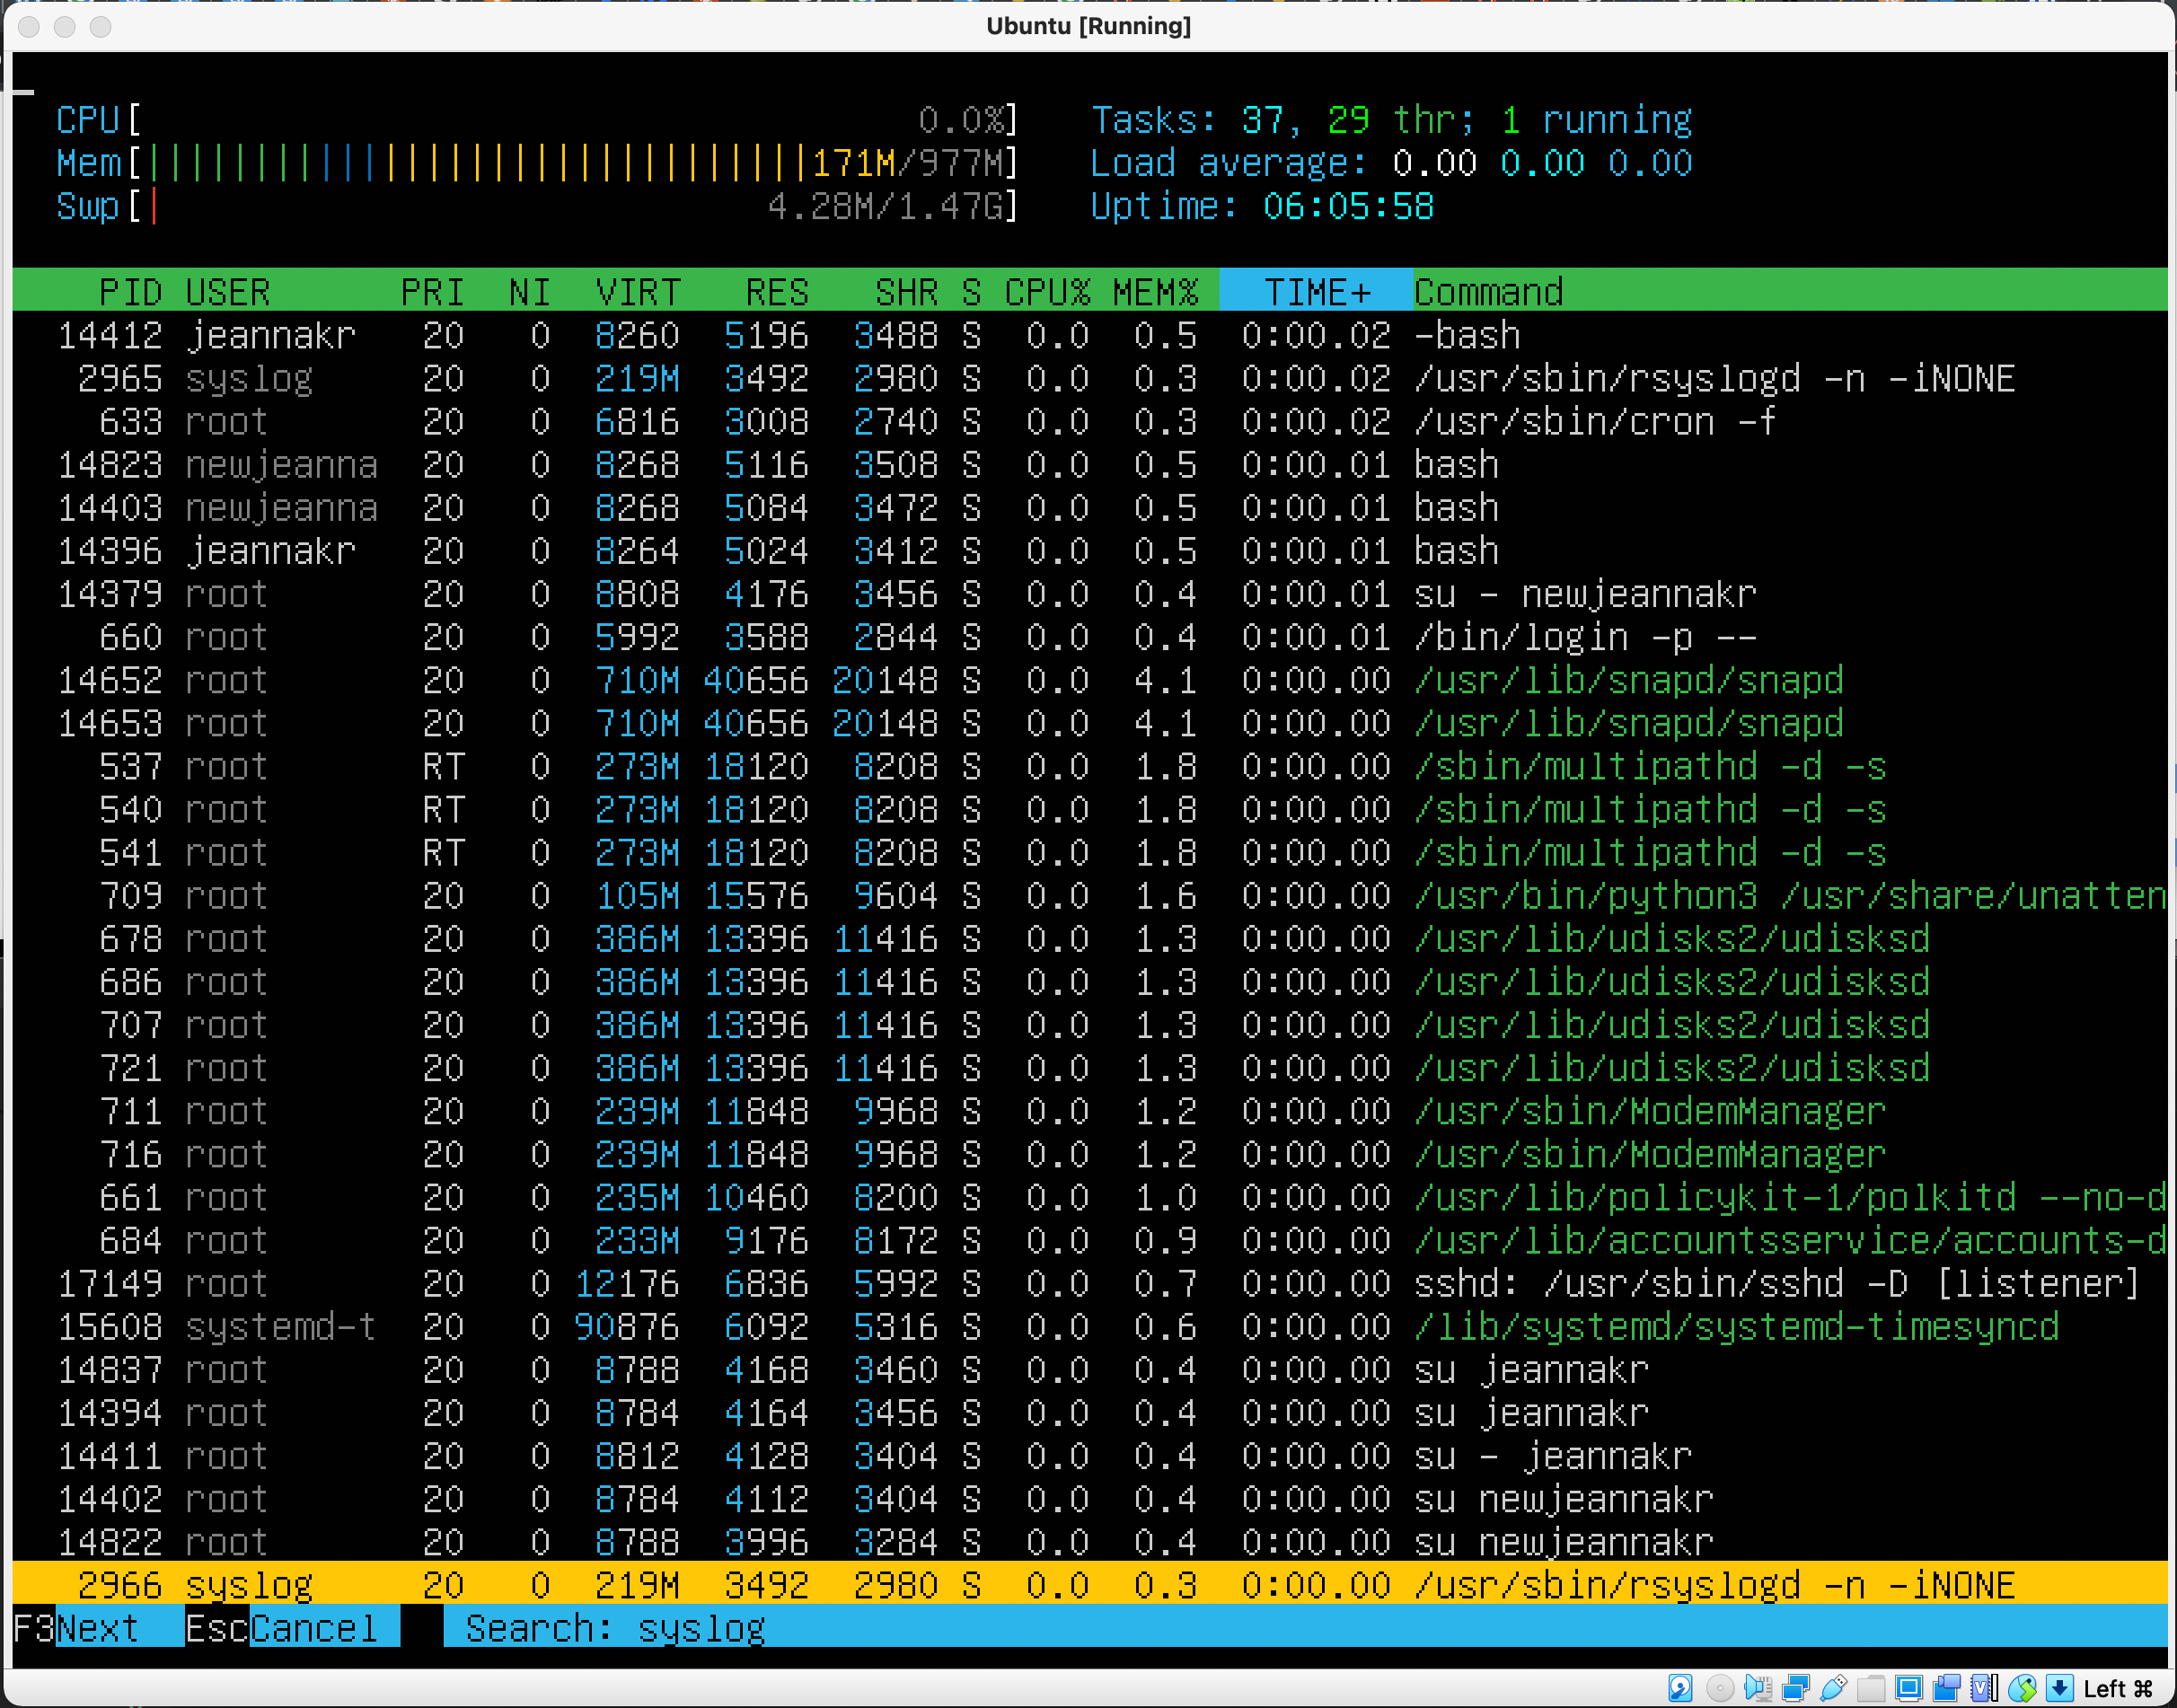 Ubuntu [Running]
CPU[ 0.0%] Tasks: 37, 29 thr; 1 running
Mem[||||||||||||||||||||||||||||||171M/977M] Load average: 0.00 0.00 0.00
Swp[| 4.28M/1.47G] Uptime: 06:05:58
PID USER PRI NI VIRT RES SHR S CPU% MEM% TIME+ Command
14412 jeannakr 20 0 8260 5196 3488 S 0.0 0.5 0:00.02 -bash
2965 syslog 20 0 219M 3492 2980 S 0.0 0.3 0:00.02 /usr/sbin/rsyslogd -n -iNONE
633 root 20 0 6816 3008 2740 S 0.0 0.3 0:00.02 /usr/sbin/cron -f
14823 newjeanna 20 0 8268 5116 3508 S 0.0 0.5 0:00.01 bash
14403 newjeanna 20 0 8268 5084 3472 S 0.0 0.5 0:00.01 bash
14396 jeannakr 20 0 8264 5024 3412 S 0.0 0.5 0:00.01 bash
14379 root 20 0 8808 4176 3456 S 0.0 0.4 0:00.01 su - newjeannakr
660 root 20 0 5992 3588 2844 S 0.0 0.4 0:00.01 /bin/login -p --
14652 root 20 0 710M 40656 20148 S 0.0 4.1 0:00.00 /usr/lib/snapd/snapd
14653 root 20 0 710M 40656 20148 S 0.0 4.1 0:00.00 /usr/lib/snapd/snapd
537 root RT 0 273M 18120 8208 S 0.0 1.8 0:00.00 /sbin/multipathd -d -s
540 root RT 0 273M 18120 8208 S 0.0 1.8 0:00.00 /sbin/multipathd -d -s
541 root RT 0 273M 18120 8208 S 0.0 1.8 0:00.00 /sbin/multipathd -d -s
709 root 20 0 105M 15576 9604 S 0.0 1.6 0:00.00 /usr/bin/python3 /usr/share/unatten
678 root 20 0 386M 13396 11416 S 0.0 1.3 0:00.00 /usr/lib/udisks2/udisksd
686 root 20 0 386M 13396 11416 S 0.0 1.3 0:00.00 /usr/lib/udisks2/udisksd
707 root 20 0 386M 13396 11416 S 0.0 1.3 0:00.00 /usr/lib/udisks2/udisksd
721 root 20 0 386M 13396 11416 S 0.0 1.3 0:00.00 /usr/lib/udisks2/udisksd
711 root 20 0 239M 11848 9968 S 0.0 1.2 0:00.00 /usr/sbin/ModemManager
716 root 20 0 239M 11848 9968 S 0.0 1.2 0:00.00 /usr/sbin/ModemManager
661 root 20 0 235M 10460 8200 S 0.0 1.0 0:00.00 /usr/lib/policykit-1/polkitd --no-d
684 root 20 0 233M 9176 8172 S 0.0 0.9 0:00.00 /usr/lib/accountsservice/accounts-d
17149 root 20 0 12176 6836 5992 S 0.0 0.7 0:00.00 sshd: /usr/sbin/sshd -D [listener]
15608 systemd-t 20 0 90876 6092 5316 S 0.0 0.6 0:00.00 /lib/systemd/systemd-timesyncd
14837 root 20 0 8788 4168 3460 S 0.0 0.4 0:00.00 su jeannakr
14394 root 20 0 8784 4164 3456 S 0.0 0.4 0:00.00 su jeannakr
14411 root 20 0 8812 4128 3404 S 0.0 0.4 0:00.00 su - jeannakr
14402 root 20 0 8784 4112 3404 S 0.0 0.4 0:00.00 su newjeannakr
14822 root 20 0 8788 3996 3284 S 0.0 0.4 0:00.00 su newjeannakr
2966 syslog 20 0 219M 3492 2980 S 0.0 0.3 0:00.00 /usr/sbin/rsyslogd -n -iNONE
F3Next EscCancel Search: syslog
Left ⌘